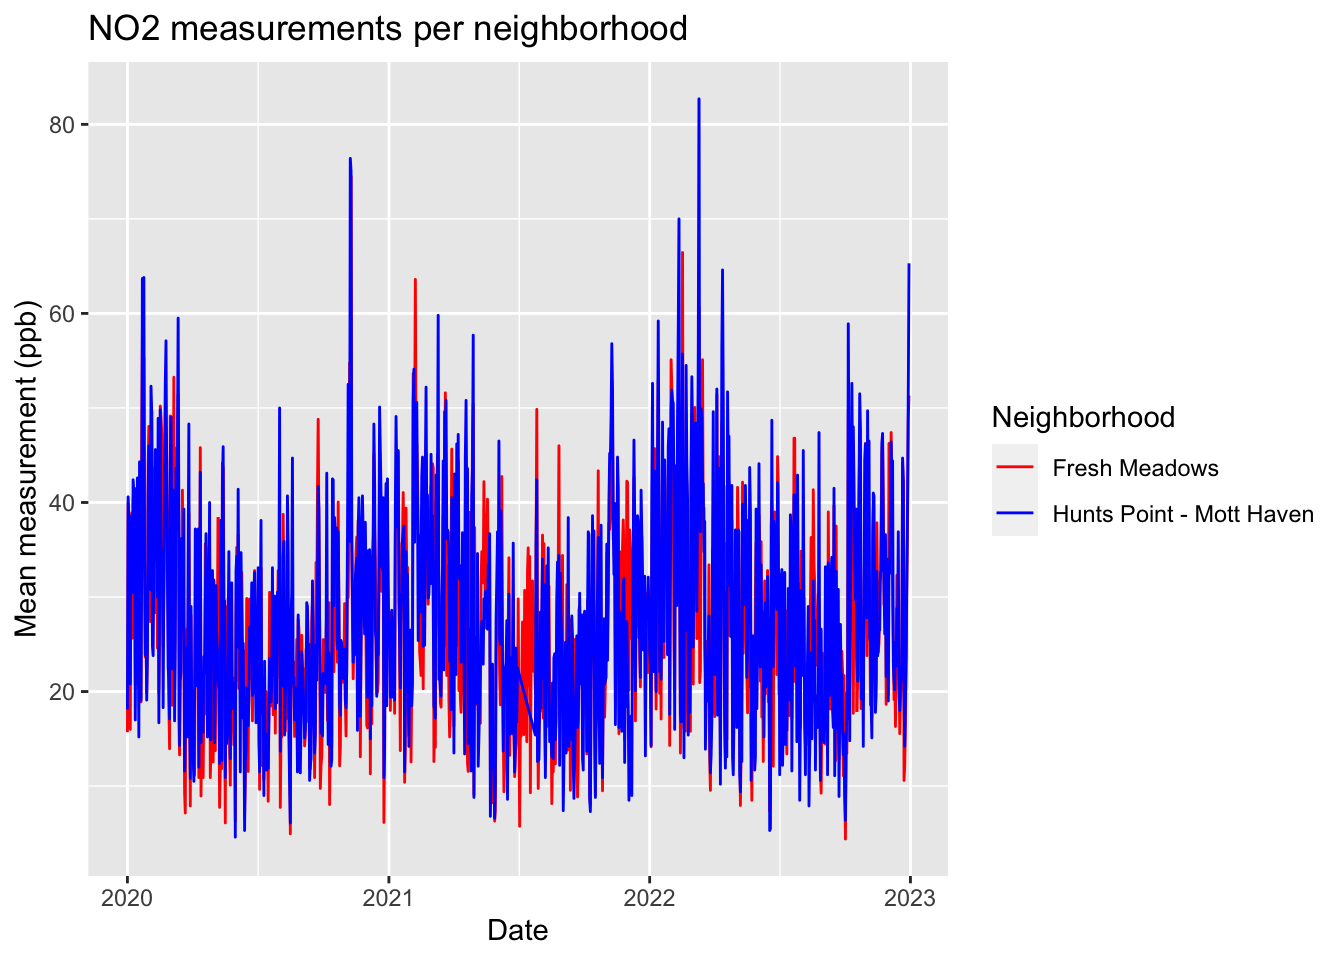 NO2 measurements per neighborhood
Mean measurement (ppb)
80
60
40
20
2020
2021
2022
2023
Date
Neighborhood
Fresh Meadows
Hunts Point - Mott Haven